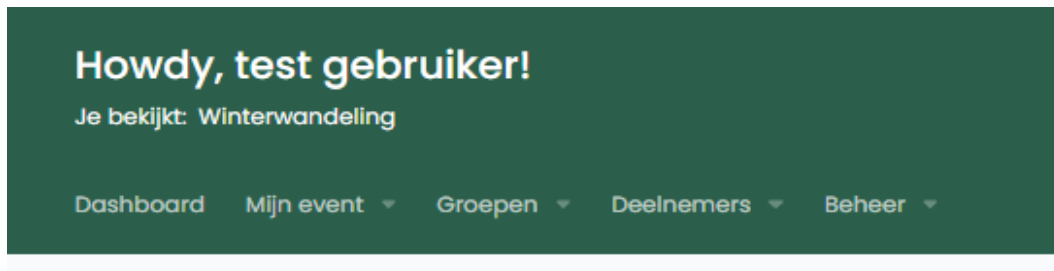 Howdy, test gebruiker!
Je bekijkt: Winterwandeling
Dashboard Mijn event Groepen Deelnemers Beheer